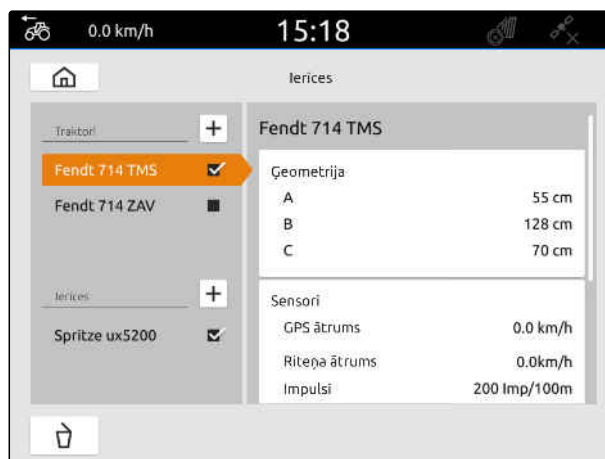 0.0 km/h
15:18
Ierīces
Traktori
Fendt 714 TMS
Fendt 714 ZAV
Ierīces
Spritze ux5200
Fendt 714 TMS
Ģeometrija
A 55 cm
B 128 cm
C 70 cm
Sensori
GPS ātrums 0.0 km/h
Riteņa ātrums 0.0km/h
Impulsi 200 Imp/100m